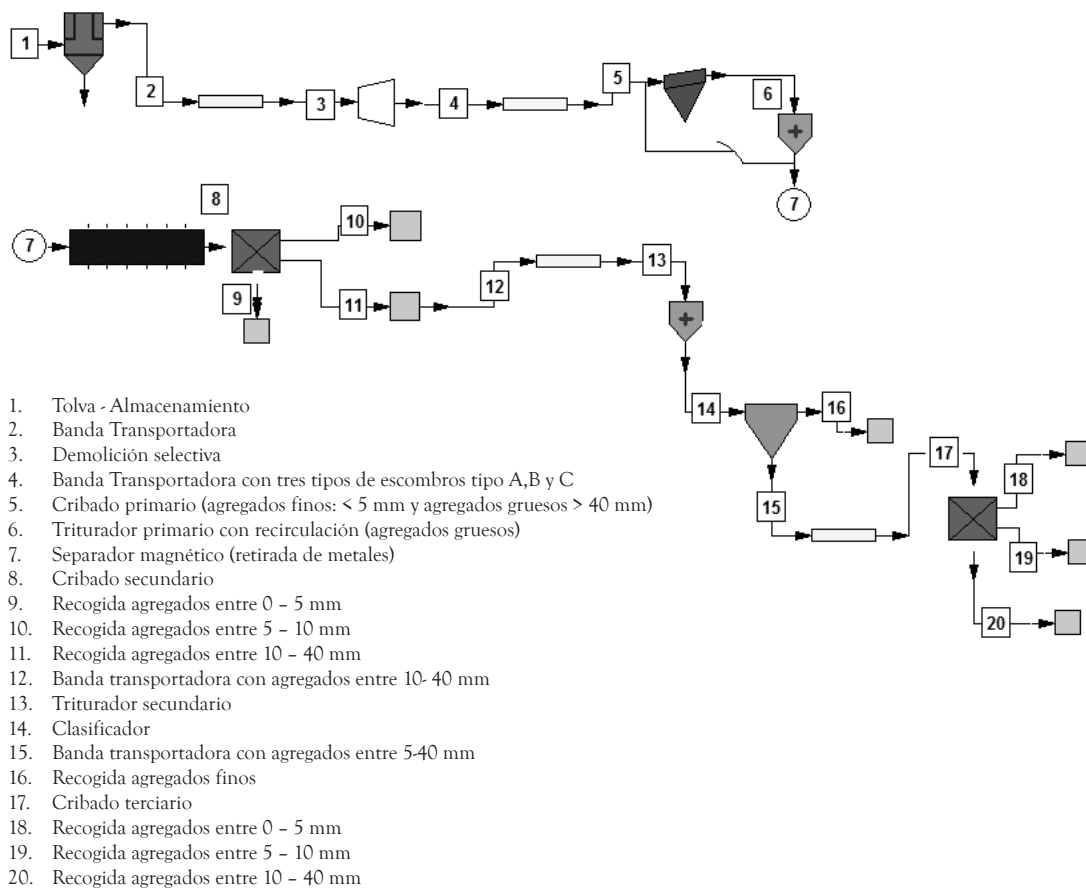 1
2
3
4
5
6
7
8
7
10
9
11
12
13
14
16
15
17
18
19
20
1. Tolva - Almacenamiento
2. Banda Transportadora
3. Demolición selectiva
4. Banda Transportadora con tres tipos de escombros tipo A,B y C
5. Cribado primario (agregados finos: < 5 mm y agregados gruesos > 40 mm)
6. Triturador primario con recirculación (agregados gruesos)
7. Separador magnético (retirada de metales)
8. Cribado secundario
9. Recogida agregados entre 0 – 5 mm
10. Recogida agregados entre 5 – 10 mm
11. Recogida agregados entre 10 – 40 mm
12. Banda transportadora con agregados entre 10- 40 mm
13. Triturador secundario
14. Clasificador
15. Banda transportadora con agregados entre 5-40 mm
16. Recogida agregados finos
17. Cribado terciario
18. Recogida agregados entre 0 – 5 mm
19. Recogida agregados entre 5 – 10 mm
20. Recogida agregados entre 10 – 40 mm